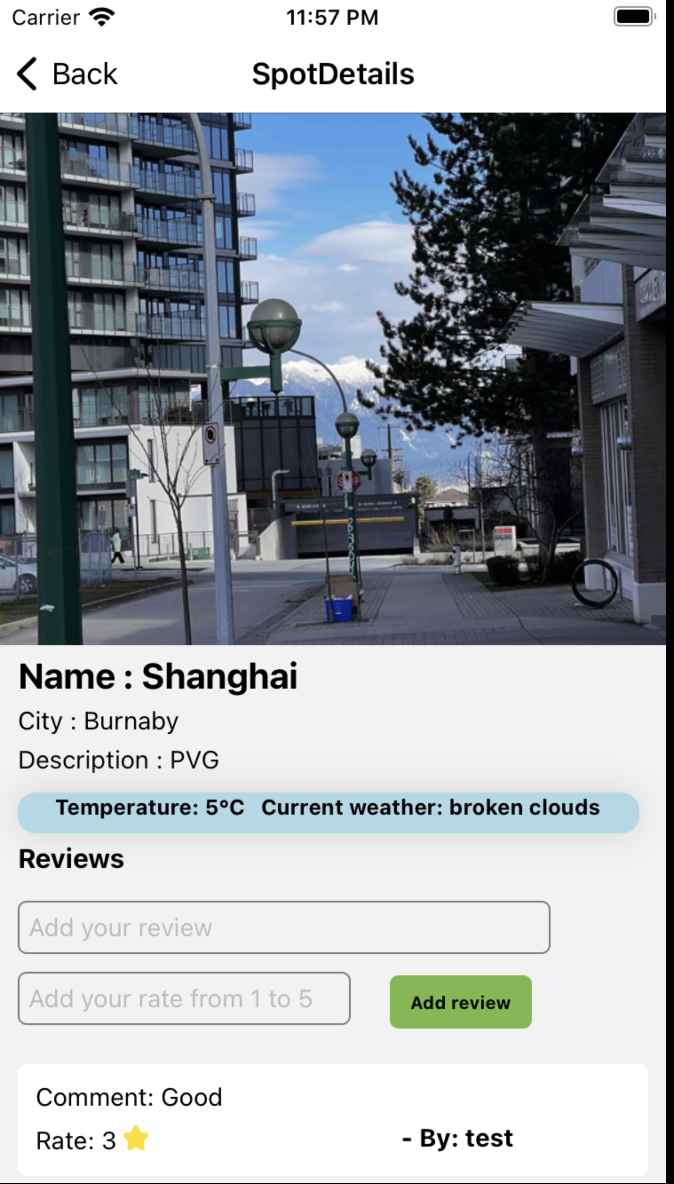 Carrier 11:57 PM
Back SpotDetails
Name : Shanghai
City : Burnaby
Description : PVG
Temperature: 5°C Current weather: broken clouds
Reviews
Add your review
Add your rate from 1 to 5 Add review
Comment: Good
Rate: 3 - By: test